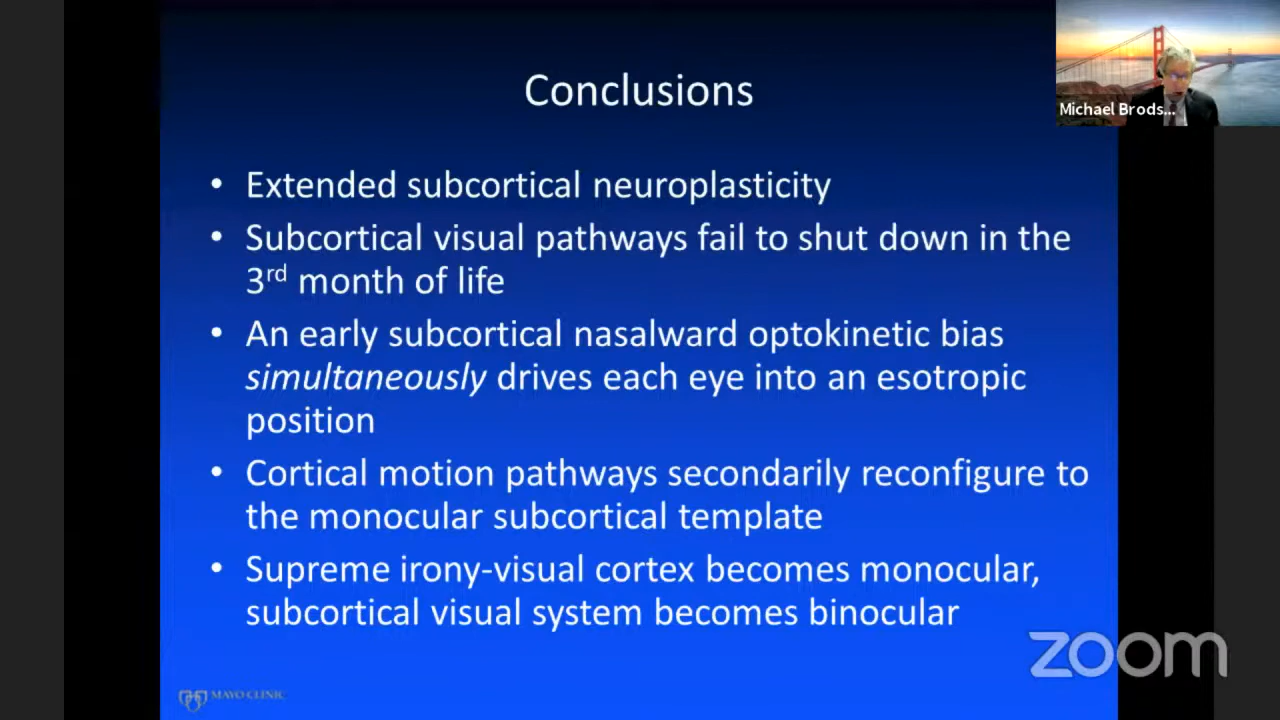 Conclusions
Michael Brods...
• Extended subcortical neuroplasticity
• Subcortical visual pathways fail to shut down in the
3rd month of life
• An early subcortical nasalward optokinetic bias
simultaneously drives each eye into an esotropic
position
• Cortical motion pathways secondarily reconfigure to
the monocular subcortical template
• Supreme irony-visual cortex becomes monocular,
subcortical visual system becomes binocular
zoom
MAYO CLINIC